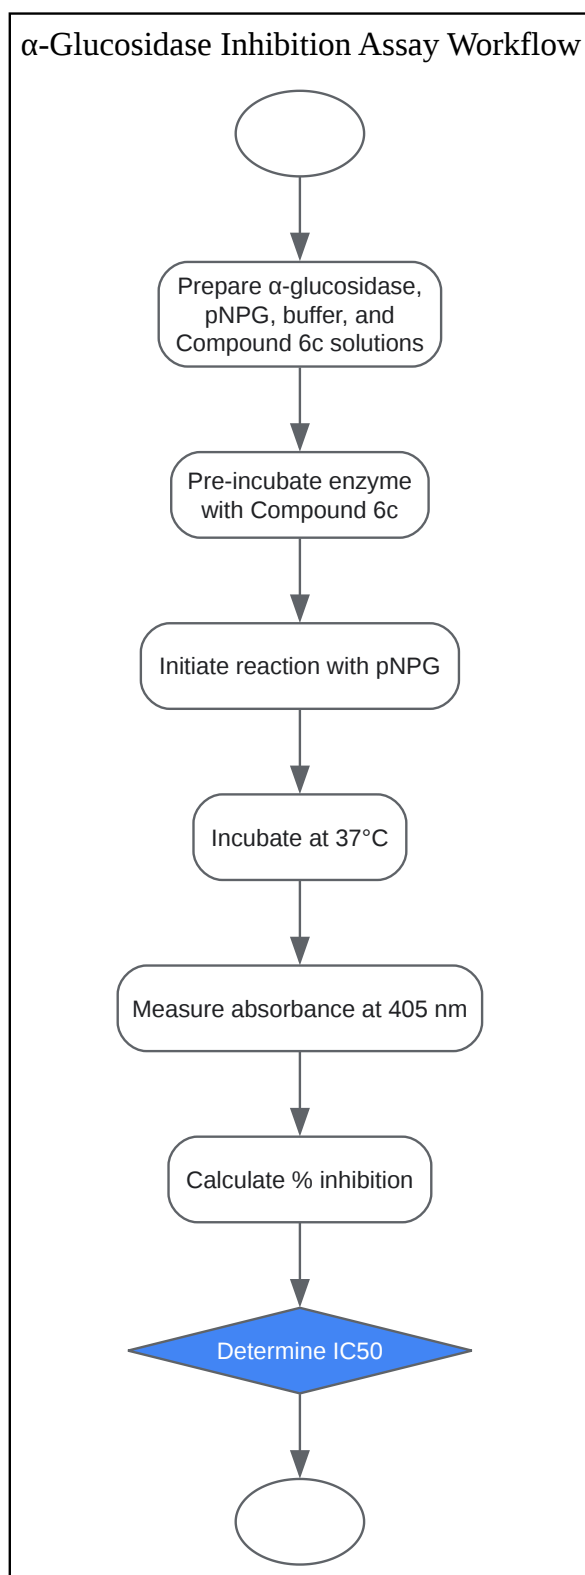 α-Glucosidase Inhibition Assay Workflow
Prepare α-glucosidase,
pNPG, buffer, and
Compound 6c solutions
Pre-incubate enzyme
with Compound 6c
Initiate reaction with pNPG
Incubate at 37°C
Measure absorbance at 405 nm
Calculate % inhibition
Determine IC50